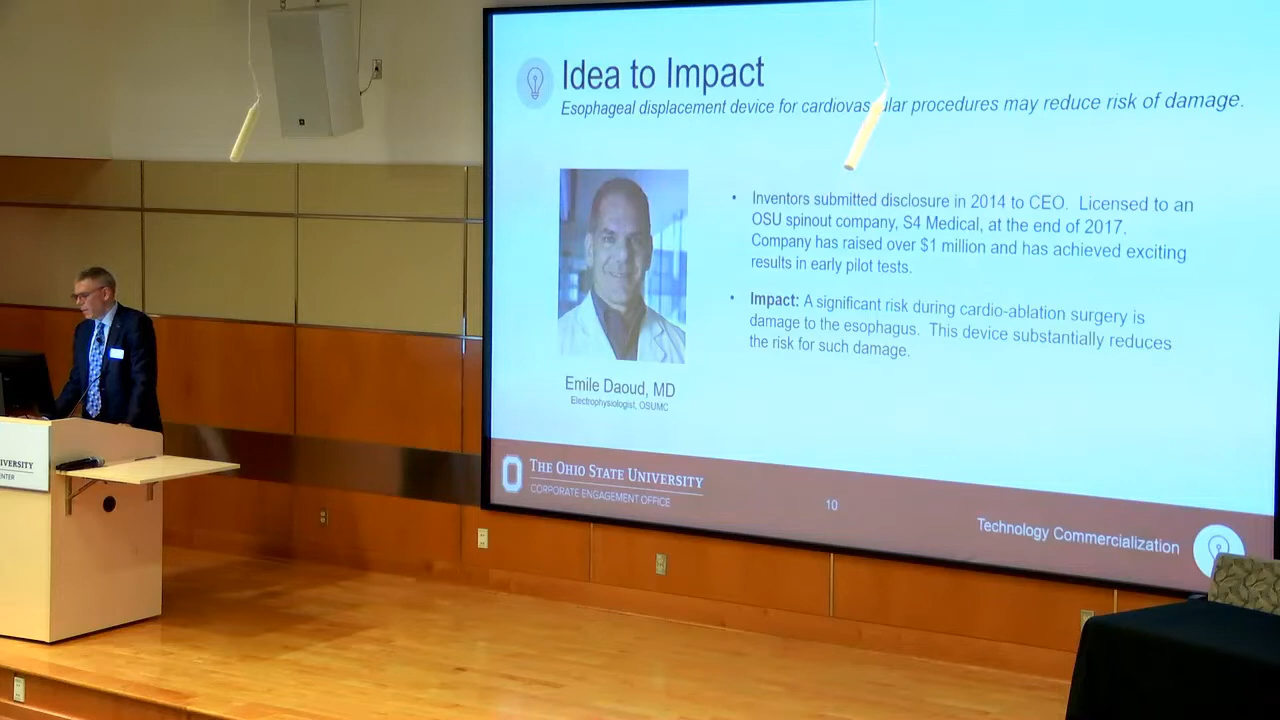 Idea to Impact
Esophageal displacement device for cardiovascular procedures may reduce risk of damage.
• Inventors submitted disclosure in 2014 to CEO. Licensed to an
OSU spinout company, S4 Medical, at the end of 2017.
Company has raised over $1 million and has achieved exciting
results in early pilot tests.
• Impact: A significant risk during cardio-ablation surgery is
damage to the esophagus. This device substantially reduces
the risk for such damage.
Emile Daoud, MD
Electrophysiologist, OSUMC
THE OHIO STATE UNIVERSITY
CORPORATE ENGAGEMENT OFFICE
10
Technology Commercialization
IVERSITY
ENTER